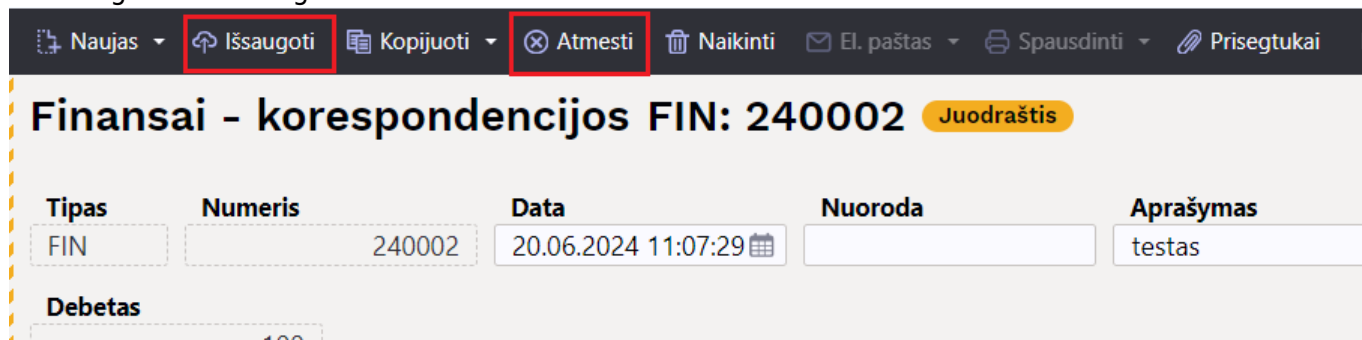 Naujas Išsaugoti Kopijuoti Atmesti Naikinti El. paštas Spausdinti Prisegtukai
Finansai - korespondencijos FIN: 240002 Juodraštis
Tipas Numeris Data Nuoroda Aprašymas
FIN 240002 20.06.2024 11:07:29 testas
Debetas